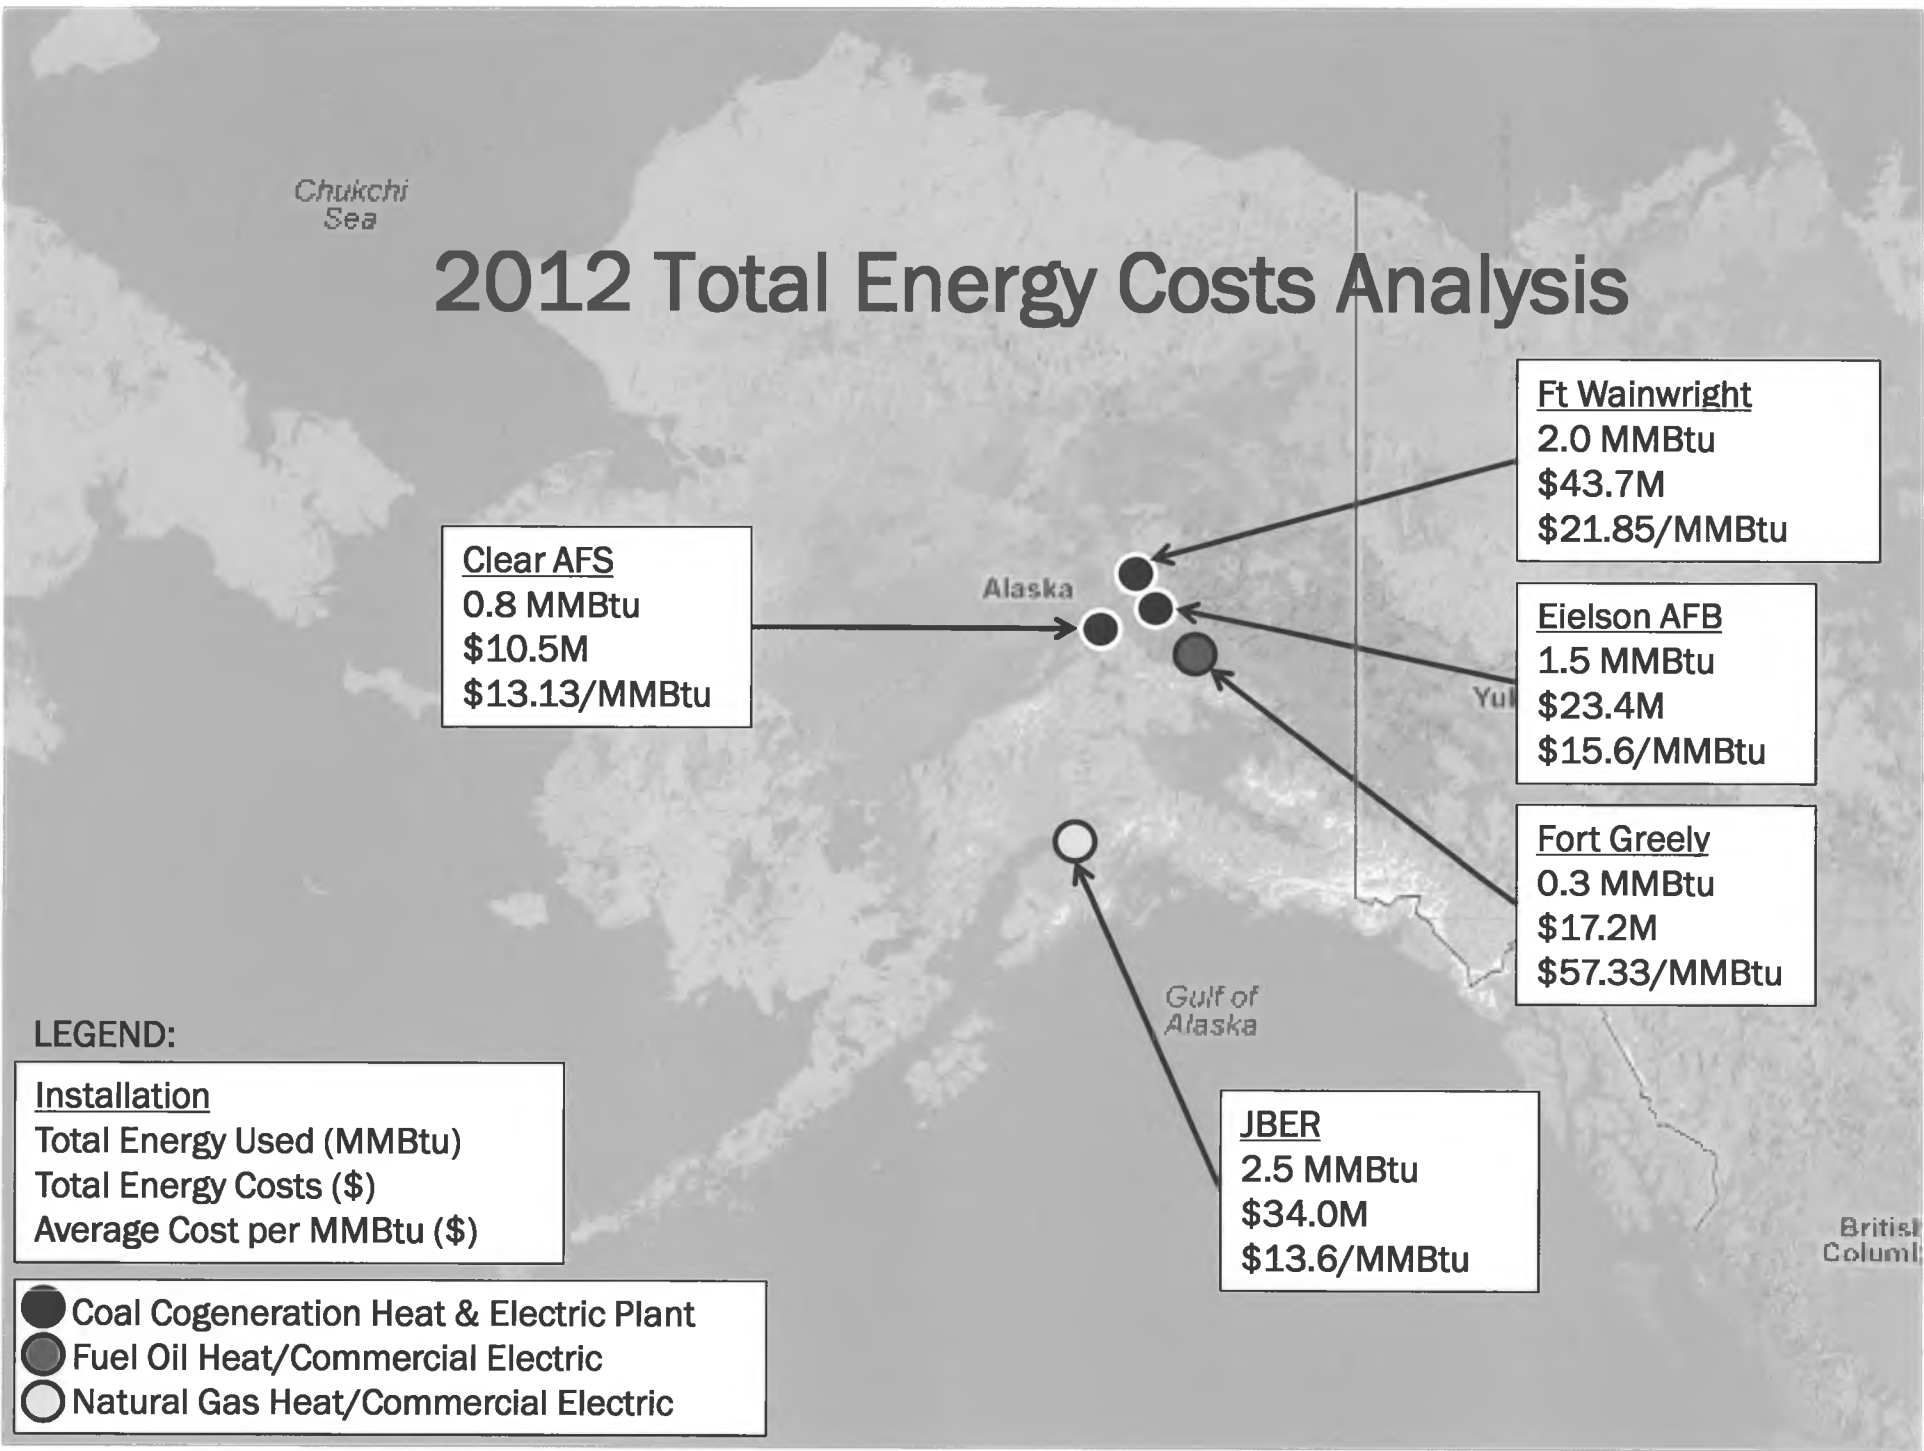 Chukchi
Sea
2012 Total Energy Costs Analysis
Ft Wainwright
2.0 MMBtu
$43.7M
$21.85/MMBtu
Clear AFS
0.8 MMBtu
$10.5M
$13.13/MMBtu
Alaska
Eielson AFB
1.5 MMBtu
$23.4M
$15.6/MMBtu
Yuk
Fort Greely
0.3 MMBtu
$17.2M
$57.33/MMBtu
Gulf of
Alaska
LEGEND:
Installation
Total Energy Used (MMBtu)
Total Energy Costs ($)
Average Cost per MMBtu ($)
JBER
2.5 MMBtu
$34.0M
$13.6/MMBtu
British
Columl
Coal Cogeneration Heat & Electric Plant
Fuel Oil Heat/Commercial Electric
Natural Gas Heat/Commercial Electric